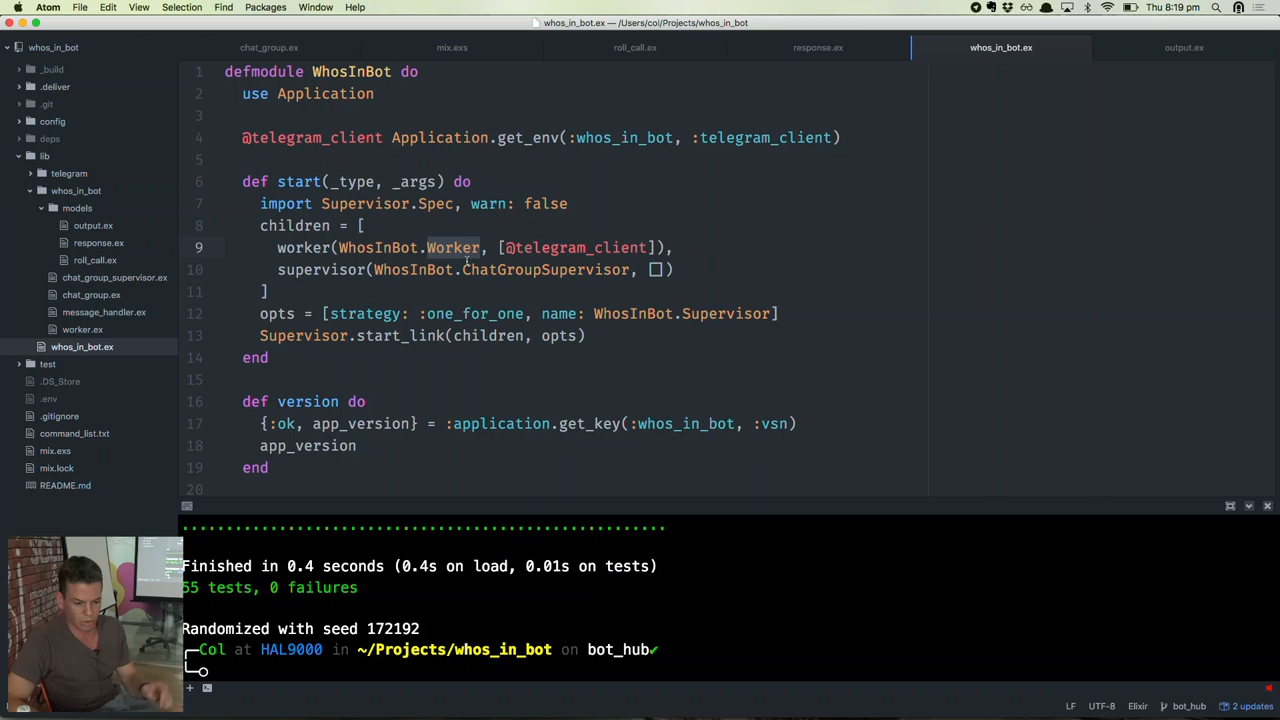 Atom File Edit View Selection Find Packages Window Help
Thu 8:19 pm
whos_in_bot.ex — /Users/col/Projects/whos_in_bot
whos_in_bot
chat_group.ex mix.exs roll_call.ex response.ex whos_in_bot.ex output.ex
_build
.deliver
.git
config
deps
lib
telegram
whos_in_bot
models
output.ex
response.ex
roll_call.ex
chat_group_supervisor.ex
chat_group.ex
message_handler.ex
worker.ex
whos_in_bot.ex
test
.DS_Store
.env
.gitignore
command_list.txt
mix.exs
mix.lock
README.md
1 defmodule WhosInBot do
2 use Application
3
4 @telegram_client Application.get_env(:whos_in_bot, :telegram_client)
5
6 def start(_type, _args) do
7 import Supervisor.Spec, warn: false
8 children = [
9 worker(WhosInBot.Worker, [@telegram_client]),
10 supervisor(WhosInBot.ChatGroupSupervisor, [])
11 ]
12 opts = [strategy: :one_for_one, name: WhosInBot.Supervisor]
13 Supervisor.start_link(children, opts)
14 end
15
16 def version do
17 {:ok, app_version} = :application.get_key(:whos_in_bot, :vsn)
18 app_version
19 end
20
.......................................................
Finished in 0.4 seconds (0.4s on load, 0.01s on tests)
55 tests, 0 failures
Randomized with seed 172192
Col at HAL9000 in ~/Projects/whos_in_bot on bot_hub✔
LF UTF-8 Elixir bot_hub 2 updates